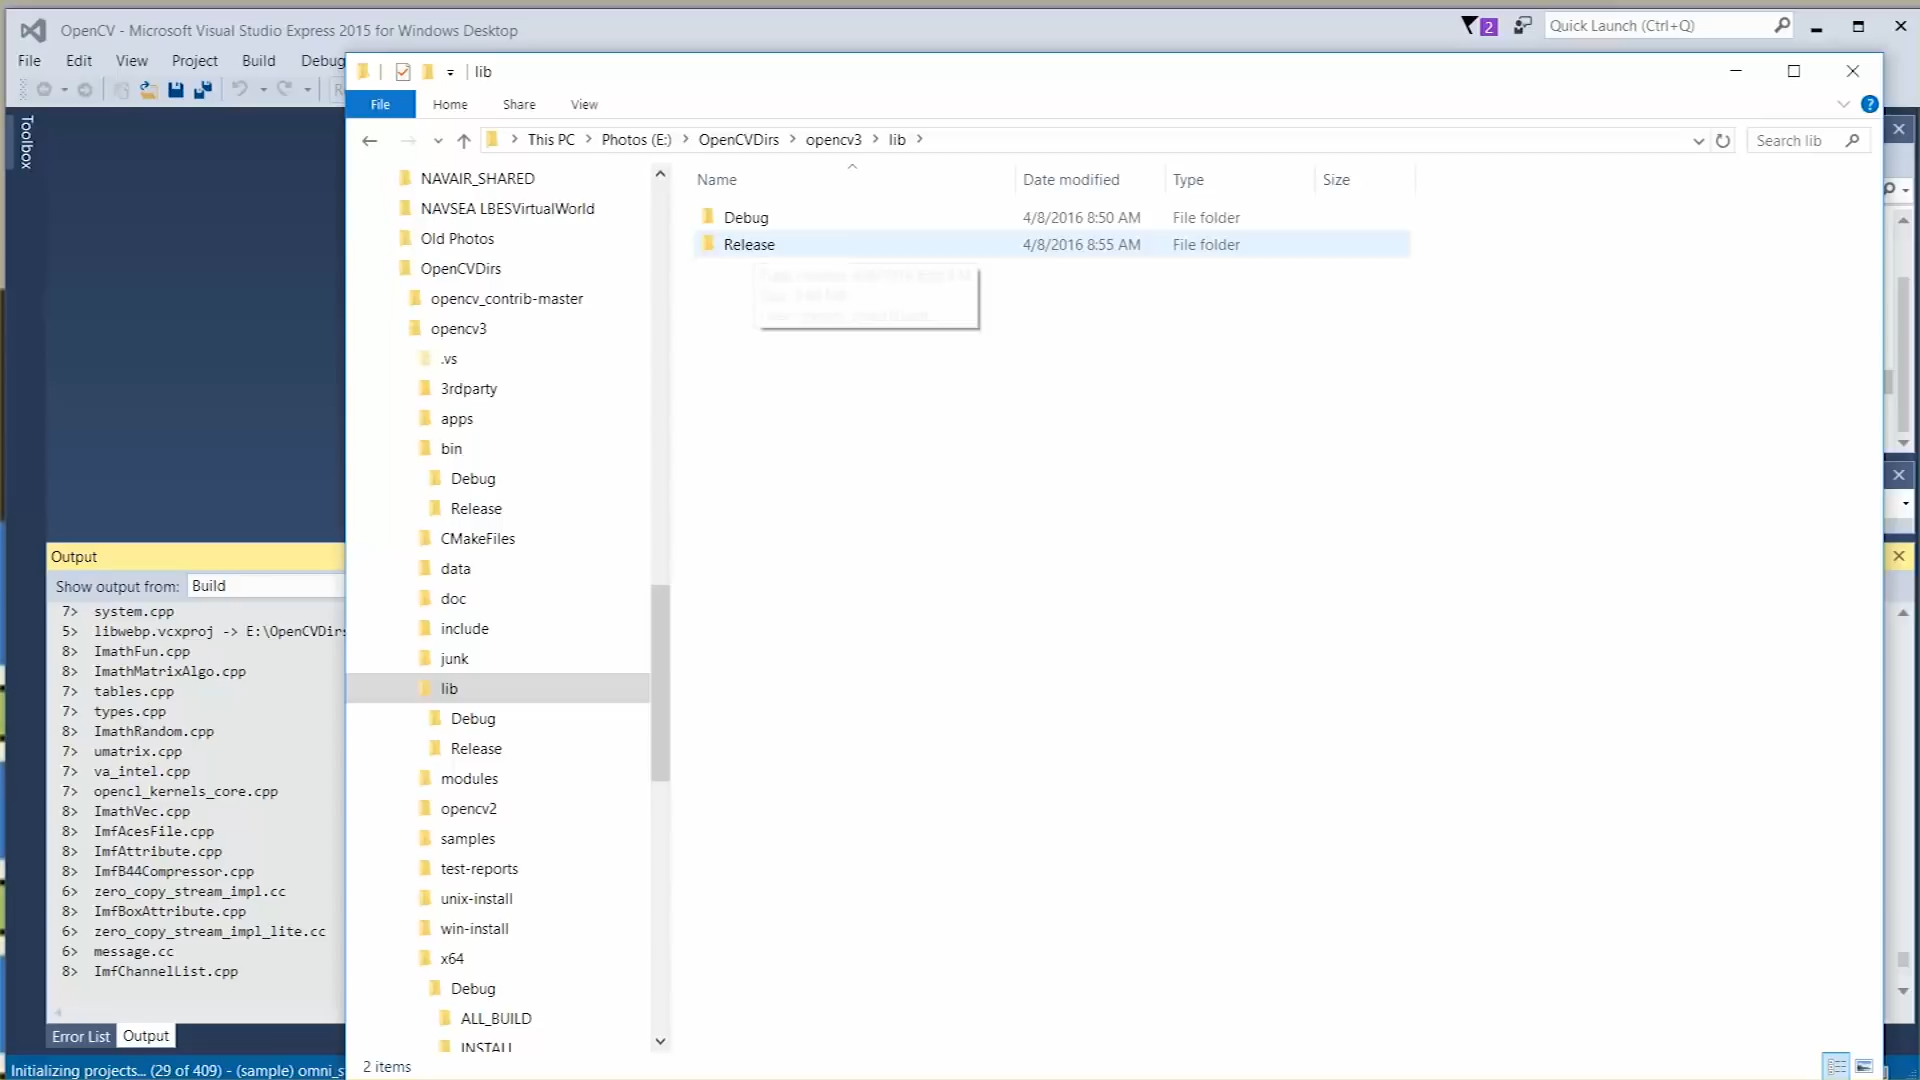 OpenCV - Microsoft Visual Studio Express 2015 for Windows Desktop
2
Quick Launch (Ctrl+Q)
File Edit View Project Build Debug
Toolbox
lib
File Home Share View
?
This PC Photos (E:) OpenCVDirs opencv3 lib
Search lib
NAVAIR_SHARED
NAVSEA LBESVirtualWorld
Old Photos
OpenCVDirs
opencv_contrib-master
opencv3
.vs
3rdparty
apps
bin
Debug
Release
CMakeFiles
data
doc
include
junk
lib
Debug
Release
modules
opencv2
samples
test-reports
unix-install
win-install
x64
Debug
ALL_BUILD
INSTALL
Name Date modified Type Size
Debug 4/8/2016 8:50 AM File folder
Release 4/8/2016 8:55 AM File folder
2 items
Output
Show output from: Build
7> system.cpp
5> libwebp.vcxproj -> E:\OpenCVDirs
8> ImathFun.cpp
8> ImathMatrixAlgo.cpp
7> tables.cpp
7> types.cpp
8> ImathRandom.cpp
7> umatrix.cpp
7> va_intel.cpp
7> opencl_kernels_core.cpp
8> ImathVec.cpp
8> ImfAcesFile.cpp
8> ImfAttribute.cpp
8> ImfB44Compressor.cpp
6> zero_copy_stream_impl.cc
8> ImfBoxAttribute.cpp
6> zero_copy_stream_impl_lite.cc
6> message.cc
8> ImfChannelList.cpp
Error List Output
Initializing projects... (29 of 409) - (sample) omni_s